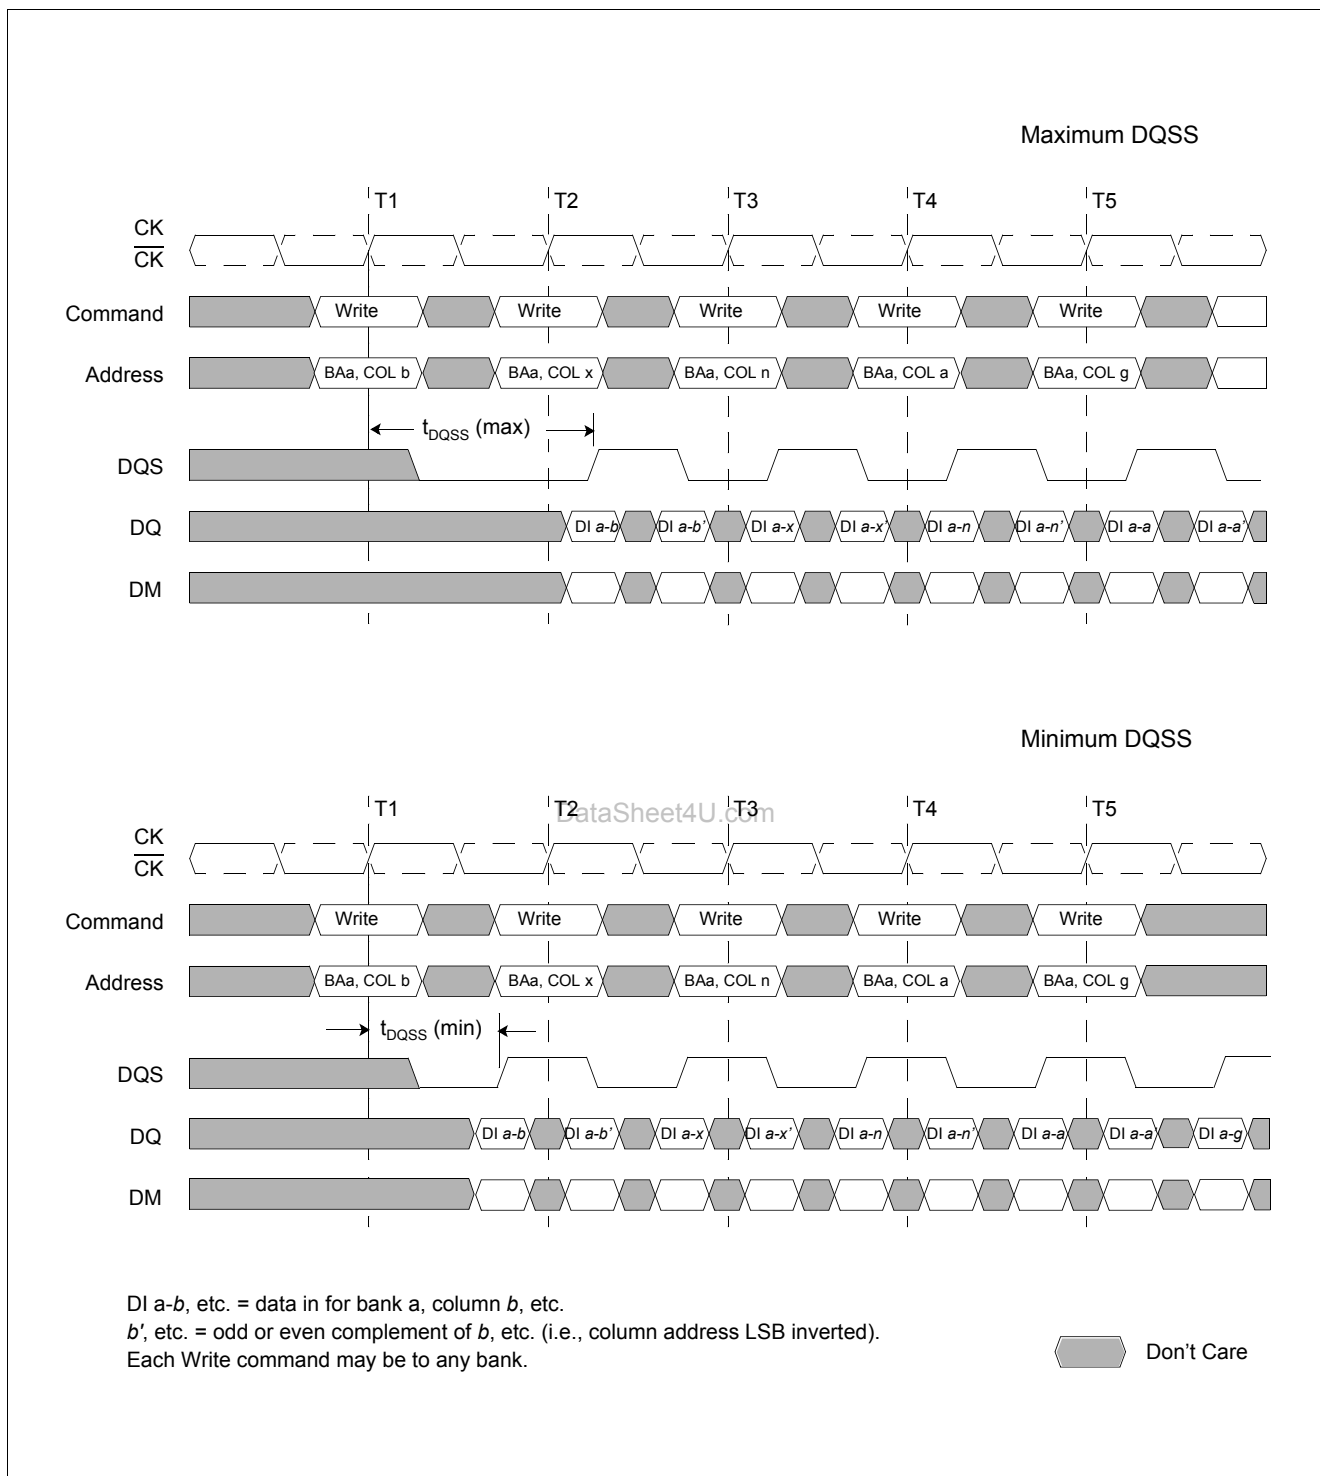 Maximum DQSS
T1 T2 T3 T4 T5
CK
CK
Command Write Write Write Write Write
Address BAa, COL b BAa, COL x BAa, COL n BAa, COL a BAa, COL g
tDQSS (max)
DQS
DQ DI a-b DI a-b’ DI a-x DI a-x’ DI a-n DI a-n’ DI a-a DI a-a’
DM
Minimum DQSS
T1 T2 T3 T4 T5
DataSheet4U.com
CK
CK
Command Write Write Write Write Write
Address BAa, COL b BAa, COL x BAa, COL n BAa, COL a BAa, COL g
tDQSS (min)
DQS
DQ DI a-b DI a-b’ DI a-x DI a-x’ DI a-n DI a-n’ DI a-a DI a-a’ DI a-g
DM
DI a-b, etc. = data in for bank a, column b, etc.
b', etc. = odd or even complement of b, etc. (i.e., column address LSB inverted).
Each Write command may be to any bank.
Don’t Care